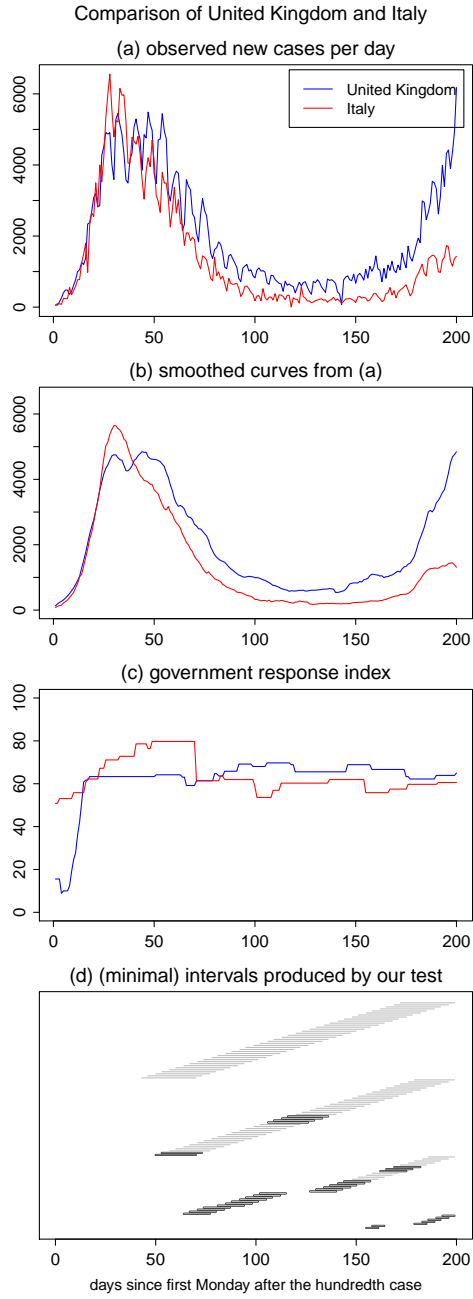 Comparison of United Kingdom and Italy
(a) observed new cases per day
United Kingdom
Italy
6000
4000
2000
0
0 50 100 150 200
(b) smoothed curves from (a)
6000
4000
2000
0
0 50 100 150 200
(c) government response index
100
80
60
40
20
0
0 50 100 150 200
(d) (minimal) intervals produced by our test
0 50 100 150 200
days since first Monday after the hundredth case